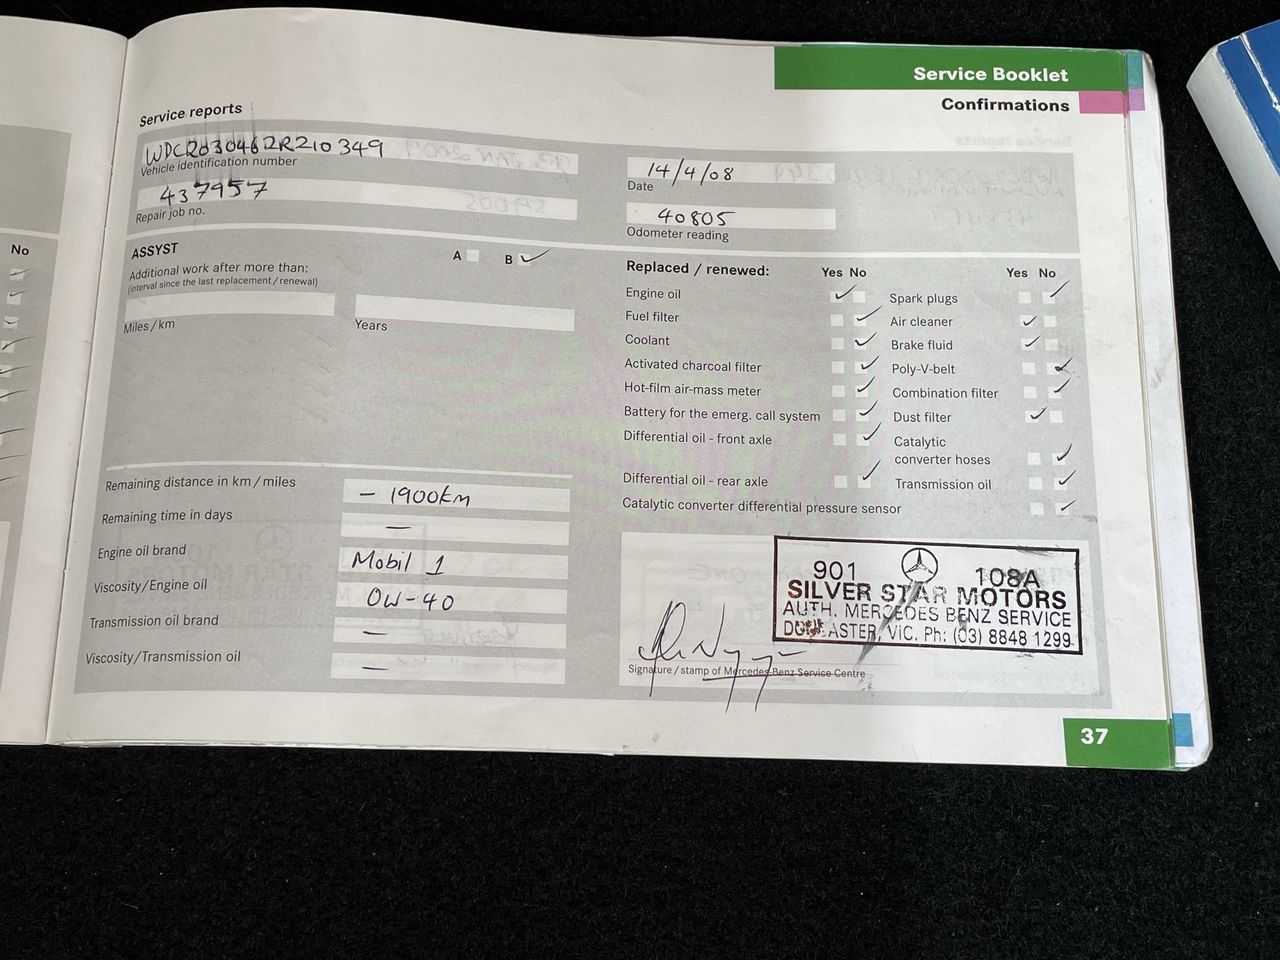 Service Booklet
Confirmations
Service reports
WDC2030462R210349
Vehicle identification number
437957
Repair job no.
14/4/08
Date
40805
Odometer reading
No
ASSYST
A B
Additional work after more than:
(interval since the last replacement / renewal)
Miles / km
Years
Replaced / renewed: Yes No Yes No
Engine oil
Fuel filter
Coolant
Activated charcoal filter
Hot-film air-mass meter
Battery for the emerg. call system
Differential oil - front axle
Differential oil - rear axle
Catalytic converter differential pressure sensor
Spark plugs
Air cleaner
Brake fluid
Poly-V-belt
Combination filter
Dust filter
Catalytic
converter hoses
Transmission oil
Remaining distance in km / miles - 1900km
Remaining time in days —
Engine oil brand Mobil 1
Viscosity/Engine oil 0W-40
Transmission oil brand —
Viscosity/Transmission oil —
901 108A
SILVER STAR MOTORS
AUTH. MERCEDES BENZ SERVICE
DONCASTER, VIC. Ph: (03) 8848 1299
Signature / stamp of Mercedes-Benz Service Centre
37